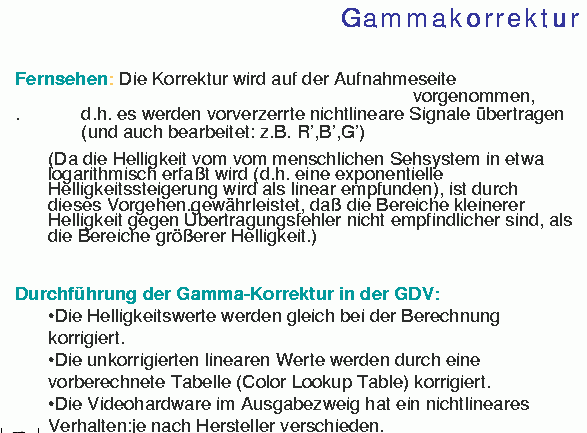 Gammakorrektur
Fernsehen: Die Korrektur wird auf der Aufnahmeseite
vorgenommen,
. d.h. es werden vorverzerrte nichtlineare Signale übertragen
(und auch bearbeitet: z.B. R’,B’,G’)
(Da die Helligkeit vom vom menschlichen Sehsystem in etwa
logarithmisch erfaßt wird (d.h. eine exponentielle
Helligkeitssteigerung wird als linear empfunden), ist durch
dieses Vorgehen.gewährleistet, daß die Bereiche kleinerer
Helligkeit gegen Übertragungsfehler nicht empfindlicher sind, als
die Bereiche größerer Helligkeit.)
Durchführung der Gamma-Korrektur in der GDV:
•Die Helligkeitswerte werden gleich bei der Berechnung
korrigiert.
•Die unkorrigierten linearen Werte werden durch eine
vorberechnete Tabelle (Color Lookup Table) korrigiert.
•Die Videohardware im Ausgabezweig hat ein nichtlineares
Verhalten;je nach Hersteller verschieden.